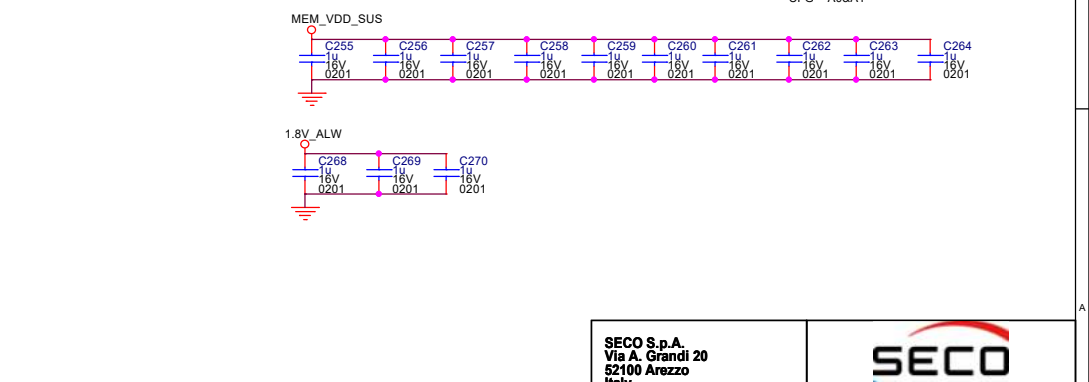 MEM_VDD_SUS
C255 C256 C257 C258 C259 C260 C261 C262 C263 C264
1u 1u 1u 1u 1u 1u 1u 1u 1u 1u
16V 16V 16V 16V 16V 16V 16V 16V 16V 16V
0201 0201 0201 0201 0201 0201 0201 0201 0201 0201
1.8V_ALW
C268 C269 C270
1u 1u 1u
16V 16V 16V
0201 0201 0201
A
SECO S.p.A.
Via A. Grandi 20
52100 Arezzo
Italy
SECO